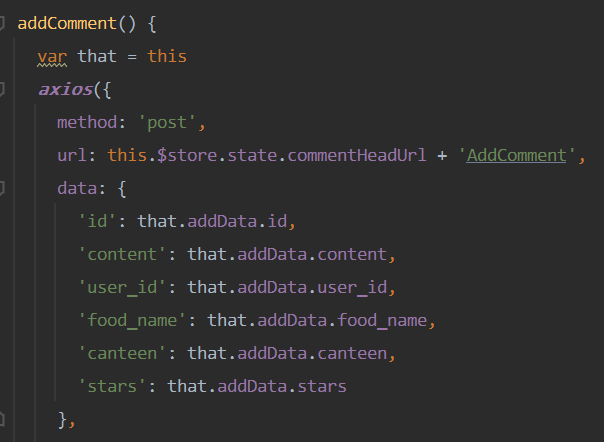 addComment() {
var that = this
axios({
method: 'post',
url: this.$store.state.commentHeadUrl + 'AddComment',
data: {
'id': that.addData.id,
'content': that.addData.content,
'user_id': that.addData.user_id,
'food_name': that.addData.food_name,
'canteen': that.addData.canteen,
'stars': that.addData.stars
},